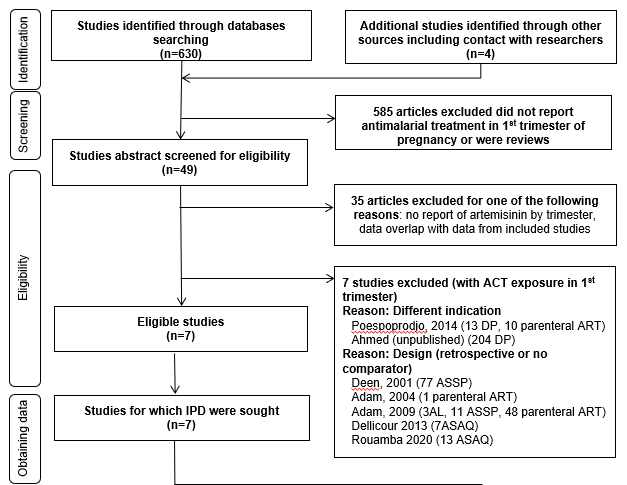 Identification
Studies identified through databases
searching
(n=630)
Additional studies identified through other
sources including contact with researchers
(n=4)
Screening
585 articles excluded did not report
antimalarial treatment in 1st trimester of
pregnancy or were reviews
Studies abstract screened for eligibility
(n=49)
Eligibility
35 articles excluded for one of the following
reasons: no report of artemisinin by trimester,
data overlap with data from included studies
7 studies excluded (with ACT exposure in 1st
trimester)
Reason: Different indication
Poespoprodjo, 2014 (13 DP, 10 parenteral ART)
Ahmed (unpublished) (204 DP)
Reason: Design (retrospective or no
comparator)
Deen, 2001 (77 ASSP)
Adam, 2004 (1 parenteral ART)
Adam, 2009 (3AL, 11 ASSP, 48 parenteral ART)
Dellicour 2013 (7ASAQ)
Rouamba 2020 (13 ASAQ)
Eligible studies
(n=7)
Obtaining data
Studies for which IPD were sought
(n=7)